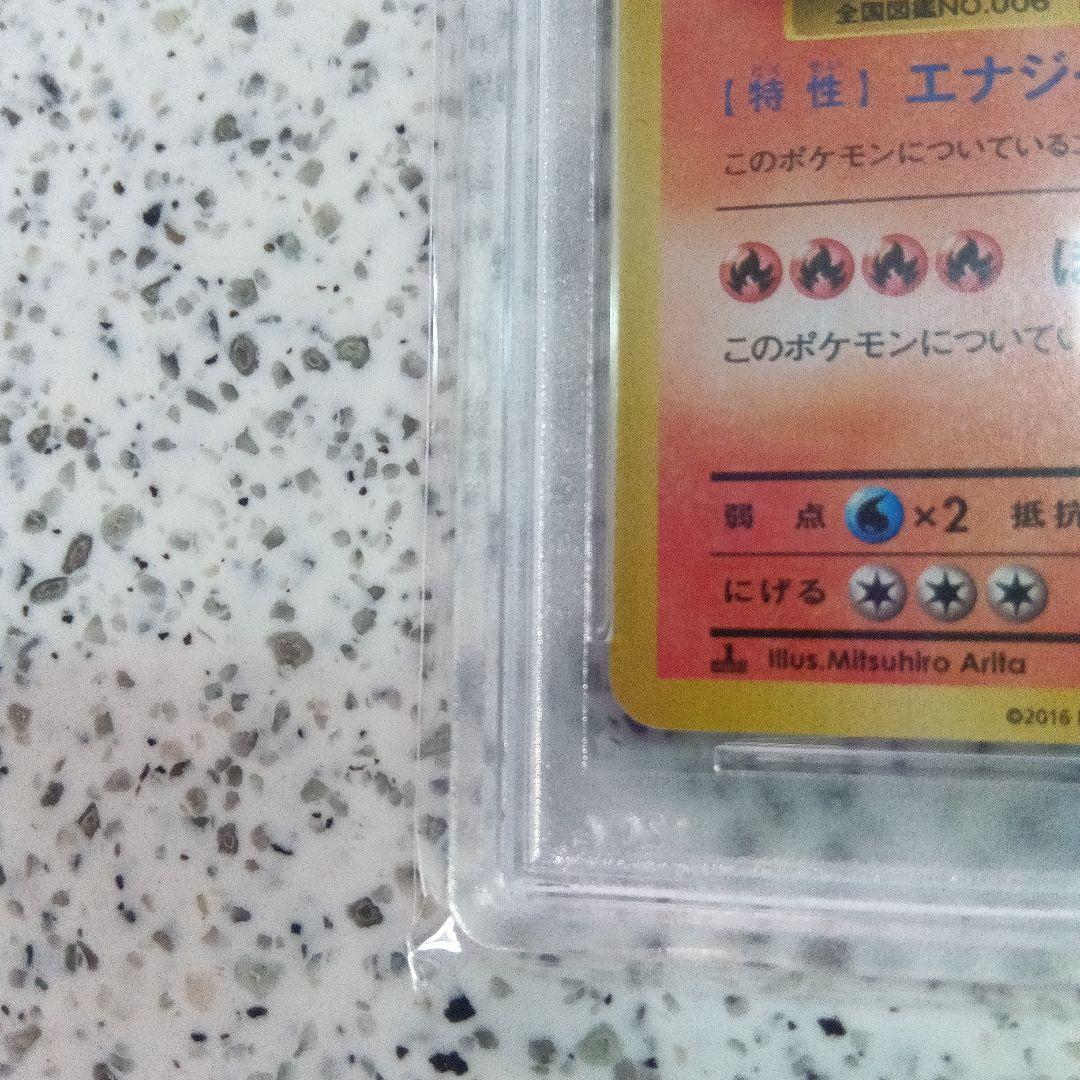 全国図鑑NO.006
【特性】 エナジ
このポケモンについている
ほ
このポケモンについてい
弱点 ×2 抵抗
にげる
Illus.Mitsuhiro Arita
©2016